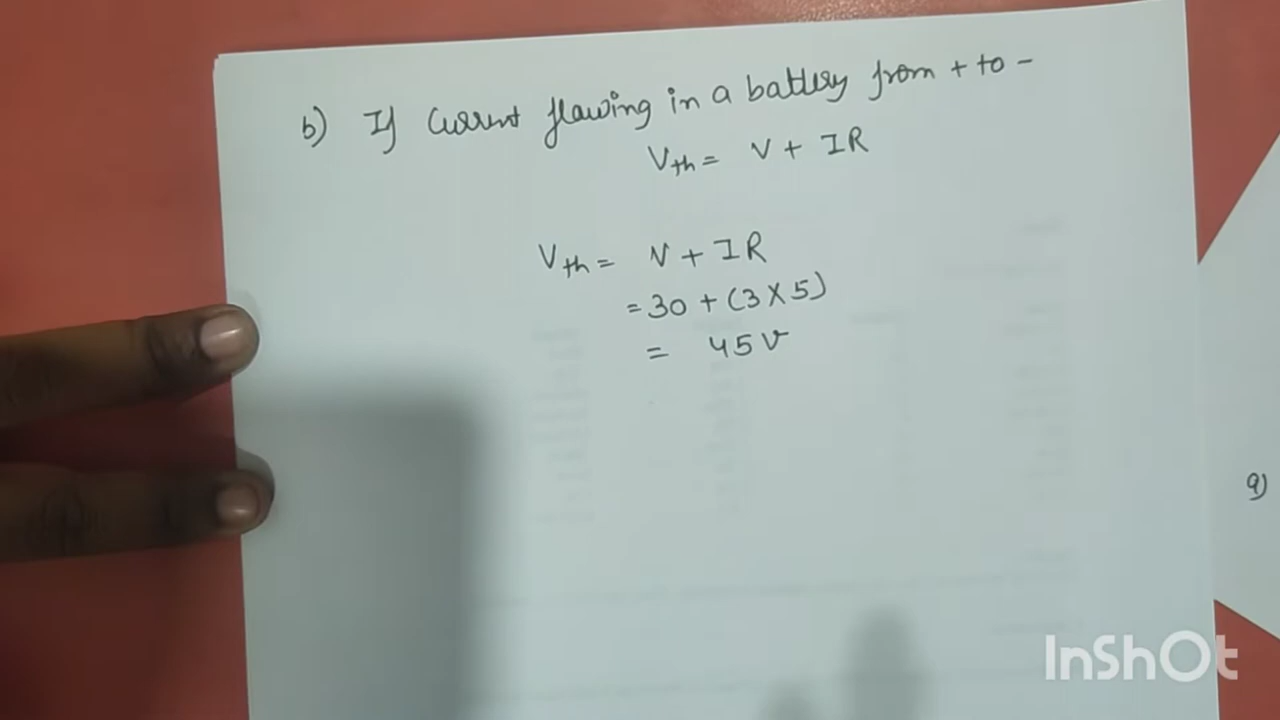 b) If Current flowing in a battery from + to -
Vth = V + IR
Vth = V + IR
= 30 + (3 X 5)
= 45 V
9)
InShOt